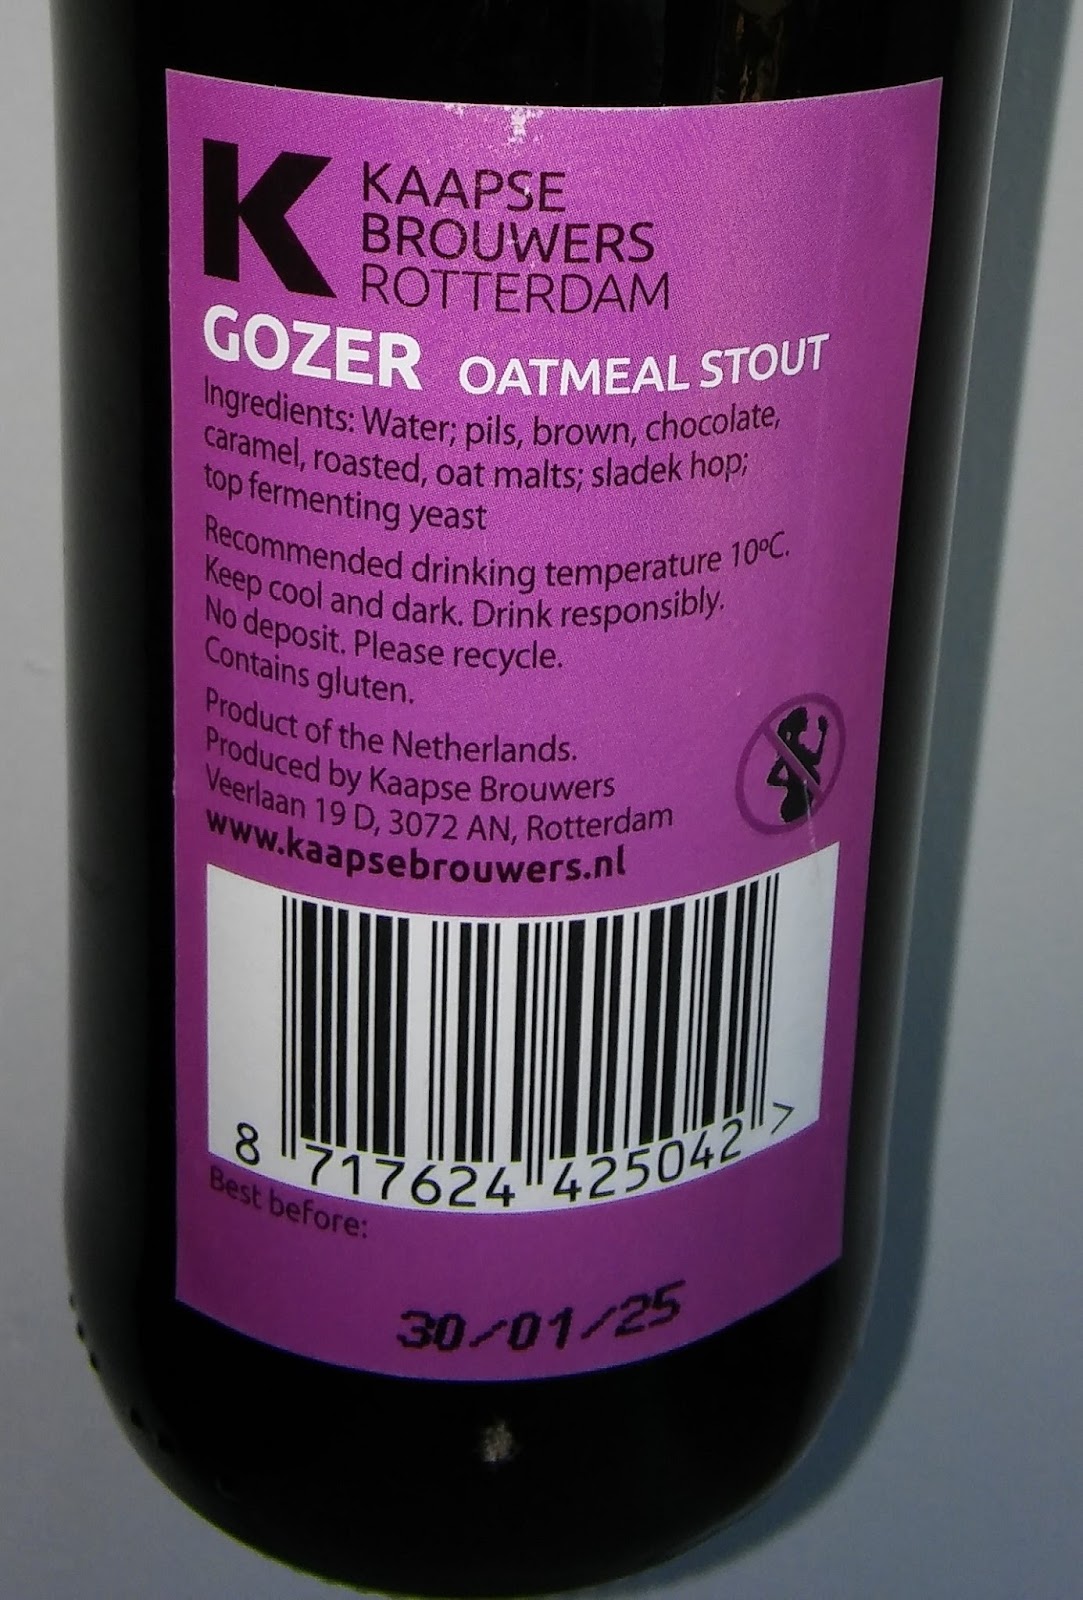 K
KAAPSE
BROUWERS
ROTTERDAM
GOZER OATMEAL STOUT
Ingredients: Water; pils, brown, chocolate,
caramel, roasted, oat malts; sladek hop;
top fermenting yeast
Recommended drinking temperature 10ºC.
Keep cool and dark. Drink responsibly.
No deposit. Please recycle.
Contains gluten.
Product of the Netherlands.
Produced by Kaapse Brouwers
Veerlaan 19 D, 3072 AN, Rotterdam
www.kaapsebrouwers.nl
8 717624 425042 >
Best before:
30/01/25